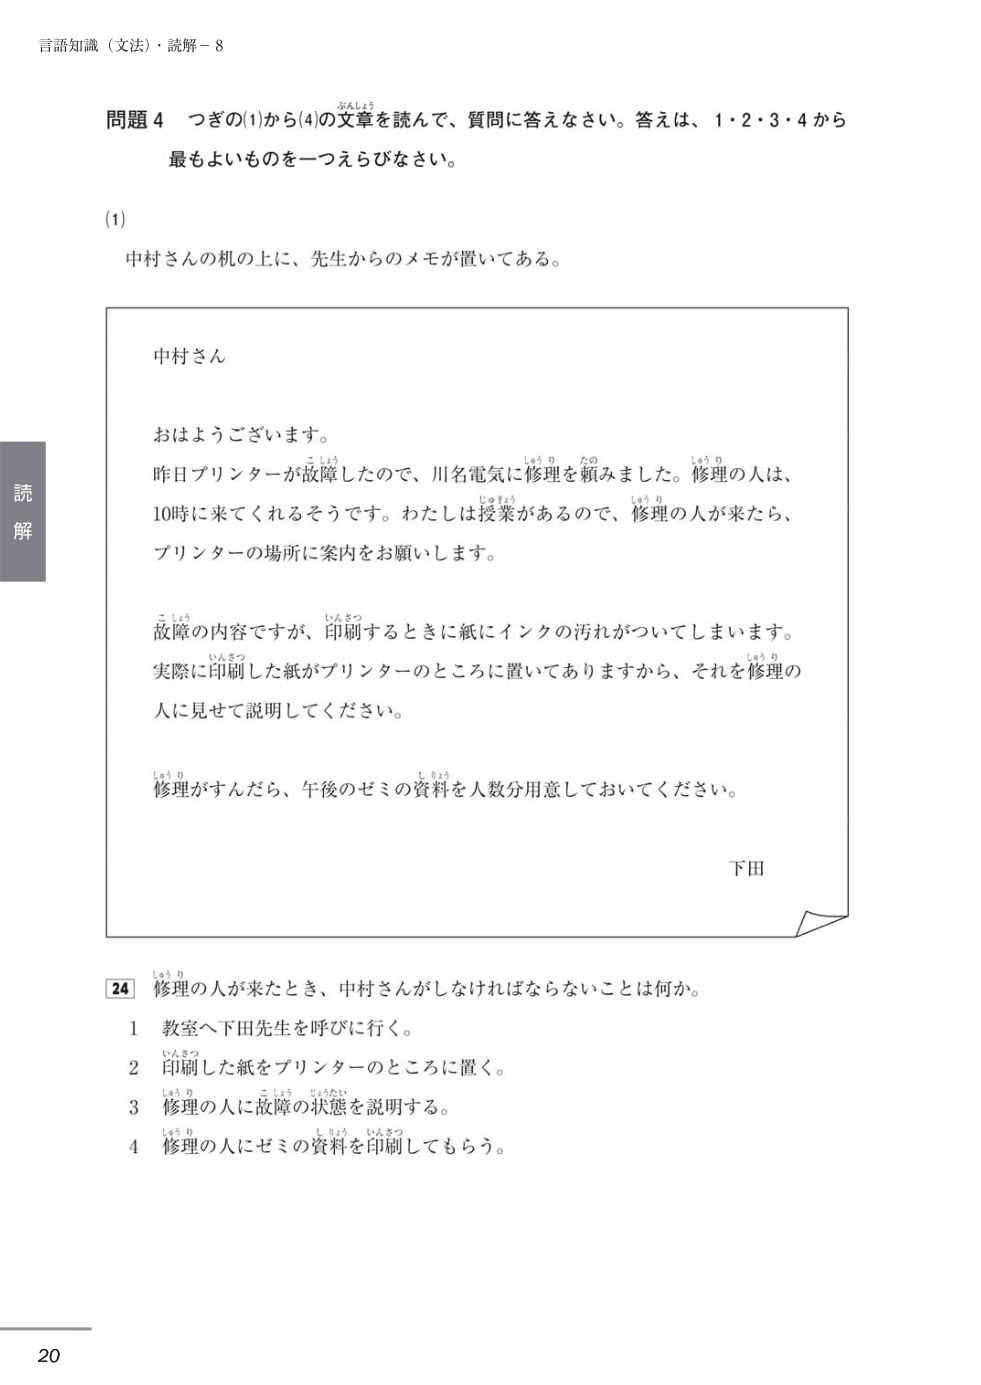 言語知識（文法）・読解－8
問題4　つぎの(1)から(4)の文章を読んで、質問に答えなさい。答えは、1・2・3・4から
最もよいものを一つえらびなさい。
(1)
中村さんの机の上に、先生からのメモが置いてある。
中村さん
おはようございます。
昨日プリンターが故障したので、川名電気に修理を頼みました。修理の人は、
10時に来てくれるそうです。わたしは授業があるので、修理の人が来たら、
プリンターの場所に案内をお願いします。
故障の内容ですが、印刷するときに紙にインクの汚れがついてしまいます。
実際に印刷した紙がプリンターのところに置いてありますから、それを修理の
人に見せて説明してください。
修理がすんだら、午後のゼミの資料を人数分用意しておいてください。
下田
読解
24　修理の人が来たとき、中村さんがしなければならないことは何か。
1　教室へ下田先生を呼びに行く。
2　印刷した紙をプリンターのところに置く。
3　修理の人に故障の状態を説明する。
4　修理の人にゼミの資料を印刷してもらう。
20